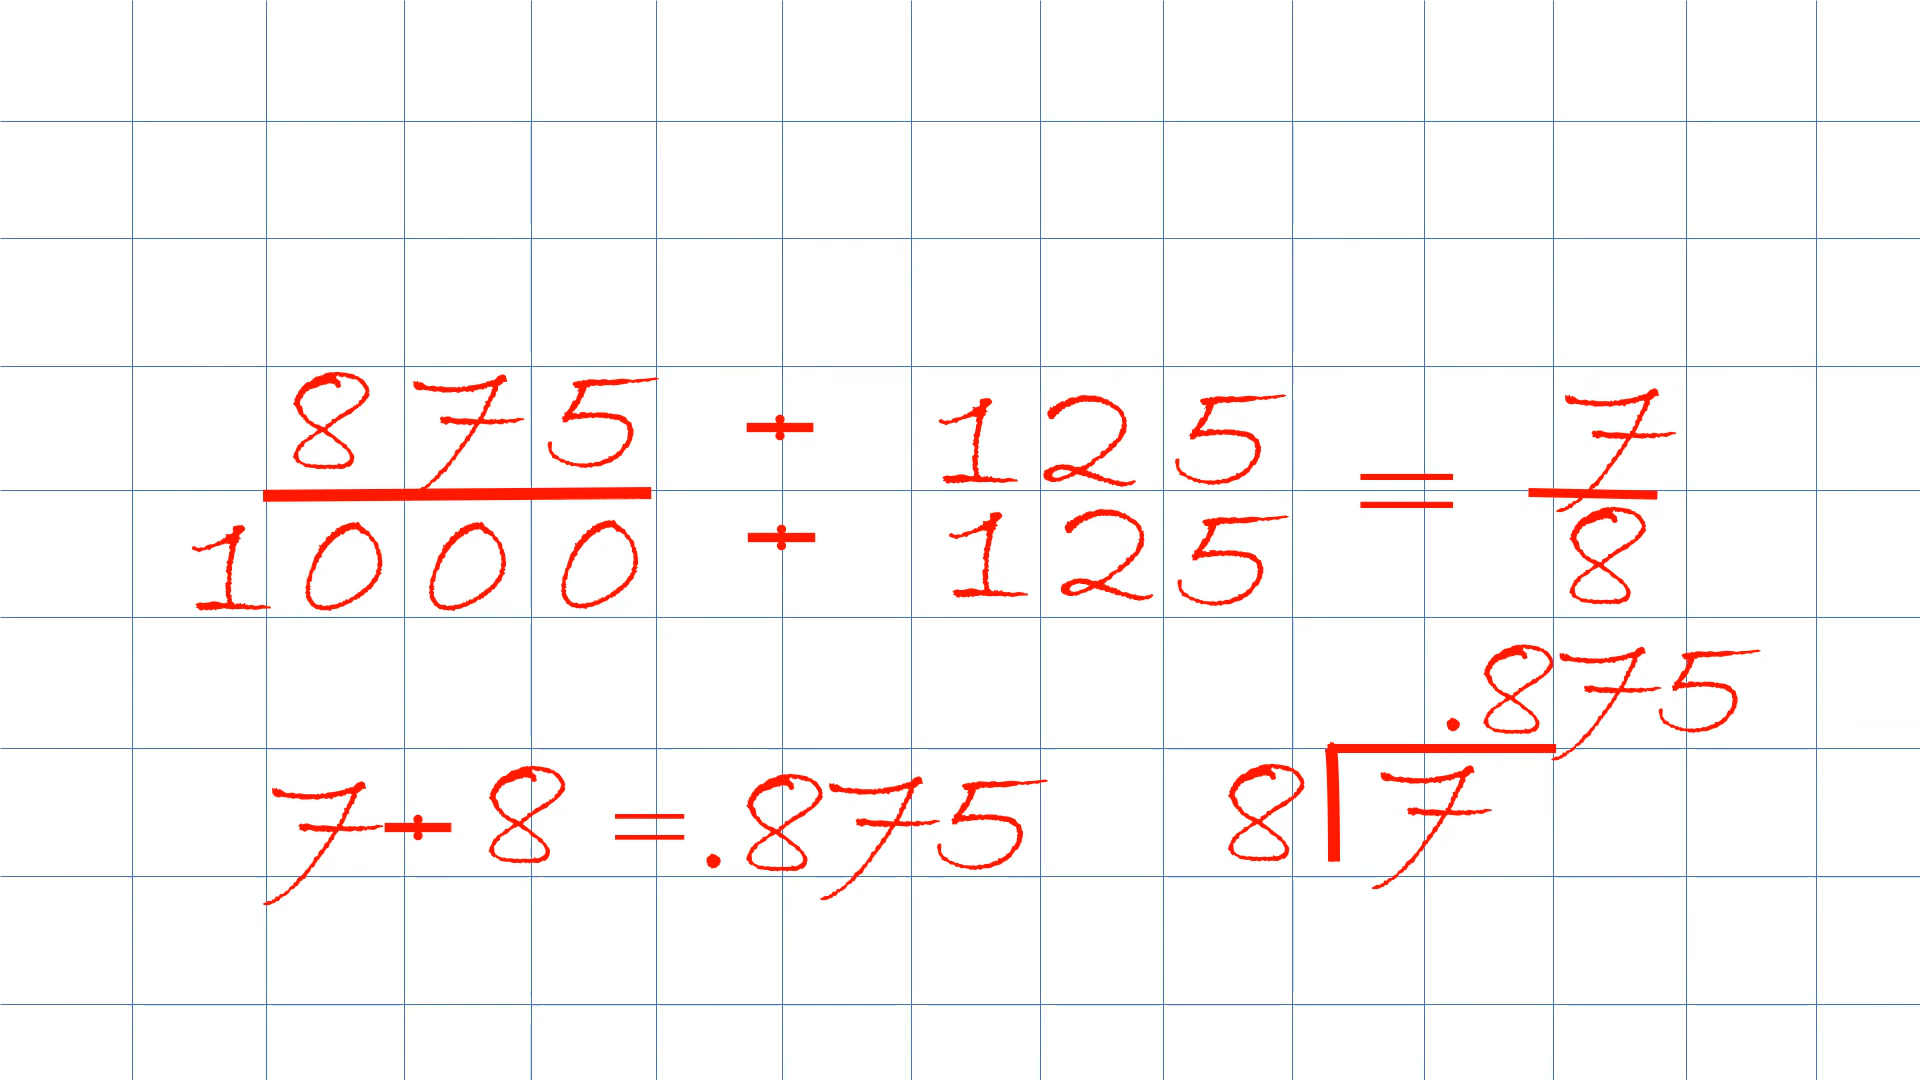 875 ÷ 125 = 7
1000 ÷ 125 8
.875
7÷8 = .875 8 7